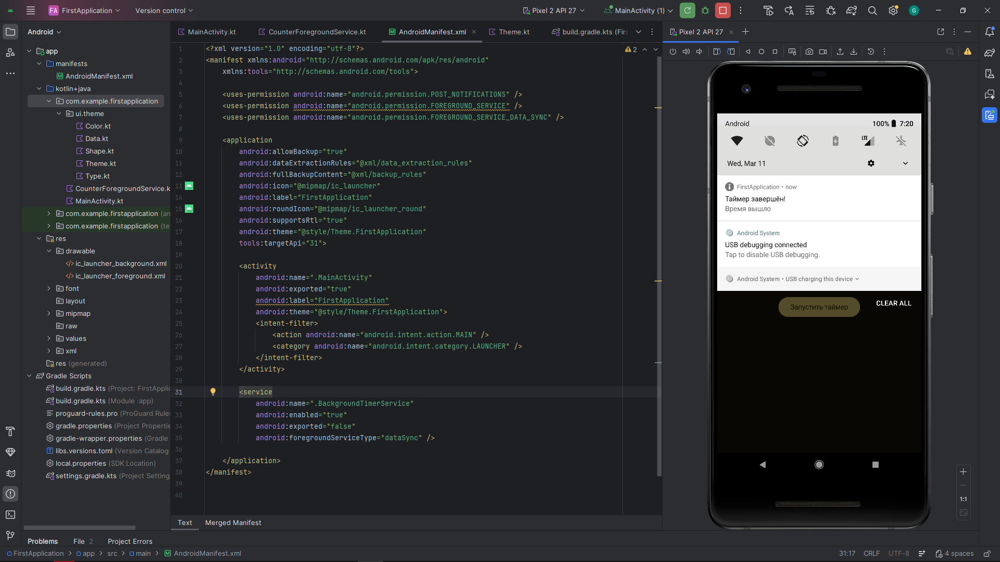 FA FirstApplication
Version control
Pixel 2 API 27
MainActivity (1)
G
Android
MainActivity.kt
CounterForegroundService.kt
AndroidManifest.xml
Theme.kt
build.gradle.kts (Firs
Pixel 2 API 27
app
manifests
AndroidManifest.xml
kotlin+java
com.example.firstapplication
ui.theme
Color.kt
Data.kt
Shape.kt
Theme.kt
Type.kt
CounterForegroundService.k
MainActivity.kt
com.example.firstapplication (an
com.example.firstapplication (te
res
drawable
ic_launcher_background.xml
ic_launcher_foreground.xml
font
layout
mipmap
raw
values
xml
res (generated)
Gradle Scripts
build.gradle.kts (Project: FirstApplic
build.gradle.kts (Module :app)
proguard-rules.pro (ProGuard Rules
gradle.properties (Project Propertie
gradle-wrapper.properties (Gradle
libs.versions.toml (Version Catalog
local.properties (SDK Location)
settings.gradle.kts (Project Setting
2
1 <?xml version="1.0" encoding="utf-8"?>
2 <manifest xmlns:android="http://schemas.android.com/apk/res/android"
3 xmlns:tools="http://schemas.android.com/tools">
4
5 <uses-permission android:name="android.permission.POST_NOTIFICATIONS" />
6 <uses-permission android:name="android.permission.FOREGROUND_SERVICE" />
7 <uses-permission android:name="android.permission.FOREGROUND_SERVICE_DATA_SYNC" />
8
9 <application
10 android:allowBackup="true"
11 android:dataExtractionRules="@xml/data_extraction_rules"
12 android:fullBackupContent="@xml/backup_rules"
13 android:icon="@mipmap/ic_launcher"
14 android:label="FirstApplication"
15 android:roundIcon="@mipmap/ic_launcher_round"
16 android:supportsRtl="true"
17 android:theme="@style/Theme.FirstApplication"
18 tools:targetApi="31">
19
20 <activity
21 android:name=".MainActivity"
22 android:exported="true"
23 android:label="FirstApplication"
24 android:theme="@style/Theme.FirstApplication">
25 <intent-filter>
26 <action android:name="android.intent.action.MAIN" />
27 <category android:name="android.intent.category.LAUNCHER" />
28 </intent-filter>
29 </activity>
30
31 <service
32 android:name=".BackgroundTimerService"
33 android:enabled="true"
34 android:exported="false"
35 android:foregroundServiceType="dataSync" />
36
37 </application>
38 </manifest>
39
40
Text
Merged Manifest
Android
100%
7:20
LTE
Wed, Mar 11
FirstApplication • now
Таймер завершён!
Время вышло
Android System
USB debugging connected
Tap to disable USB debugging.
Android System • USB charging this device
Запустить таймер
CLEAR ALL
1:1
Problems
File 2
Project Errors
FirstApplication > app > src > main > AndroidManifest.xml
31:17
CRLF
UTF-8
4 spaces